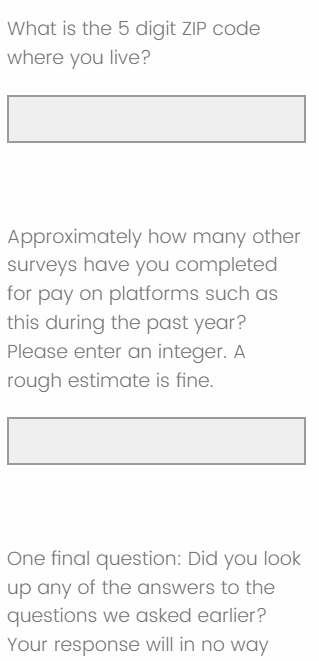 What is the 5 digit ZIP code
where you live?
Approximately how many other
surveys have you completed
for pay on platforms such as
this during the past year?
Please enter an integer. A
rough estimate is fine.
One final question: Did you look
up any of the answers to the
questions we asked earlier?
Your response will in no way